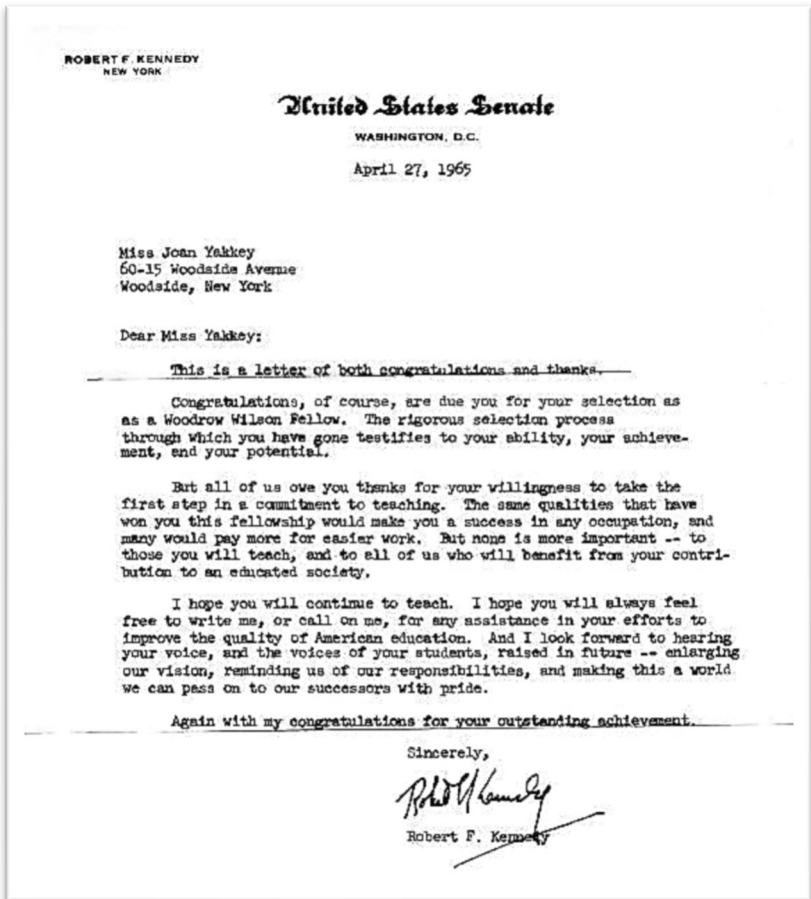 ROBERT F. KENNEDY
NEW YORK
United States Senate
WASHINGTON, D.C.
April 27, 1965
Miss Joan Yakkey
60-15 Woodside Avenue
Woodside, New York
Dear Miss Yakkey:
This is a letter of both congratulations and thanks.
Congratulations, of course, are due you for your selection as
as a Woodrow Wilson Fellow. The rigorous selection process
through which you have gone testifies to your ability, your achieve-
ment, and your potential.
But all of us owe you thanks for your willingness to take the
first step in a commitment to teaching. The same qualities that have
won you this fellowship would make you a success in any occupation, and
many would pay more for easier work. But none is more important -- to
those you will teach, and to all of us who will benefit from your contri-
bution to an educated society.
I hope you will continue to teach. I hope you will always feel
free to write me, or call on me, for any assistance in your efforts to
improve the quality of American education. And I look forward to hearing
your voice, and the voices of your students, raised in future -- enlarging
our vision, reminding us of our responsibilities, and making this a world
we can pass on to our successors with pride.
Again with my congratulations for your outstanding achievement.
Sincerely,
Robert F Kennedy
Robert F. Kennedy